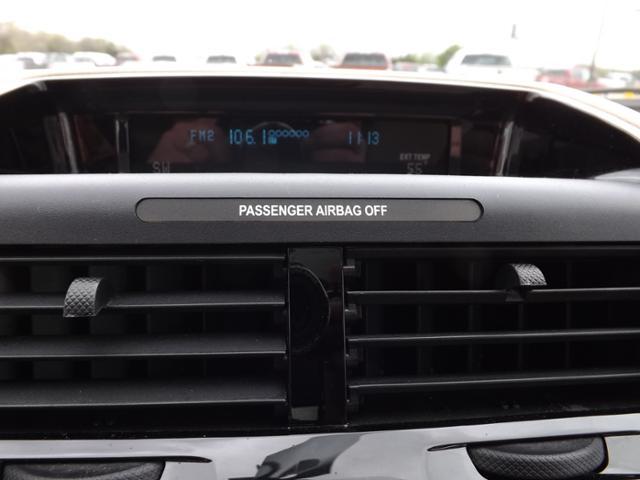 FM2 106.1 11:13
EXT TEMP
SW 55°
PASSENGER AIRBAG OFF